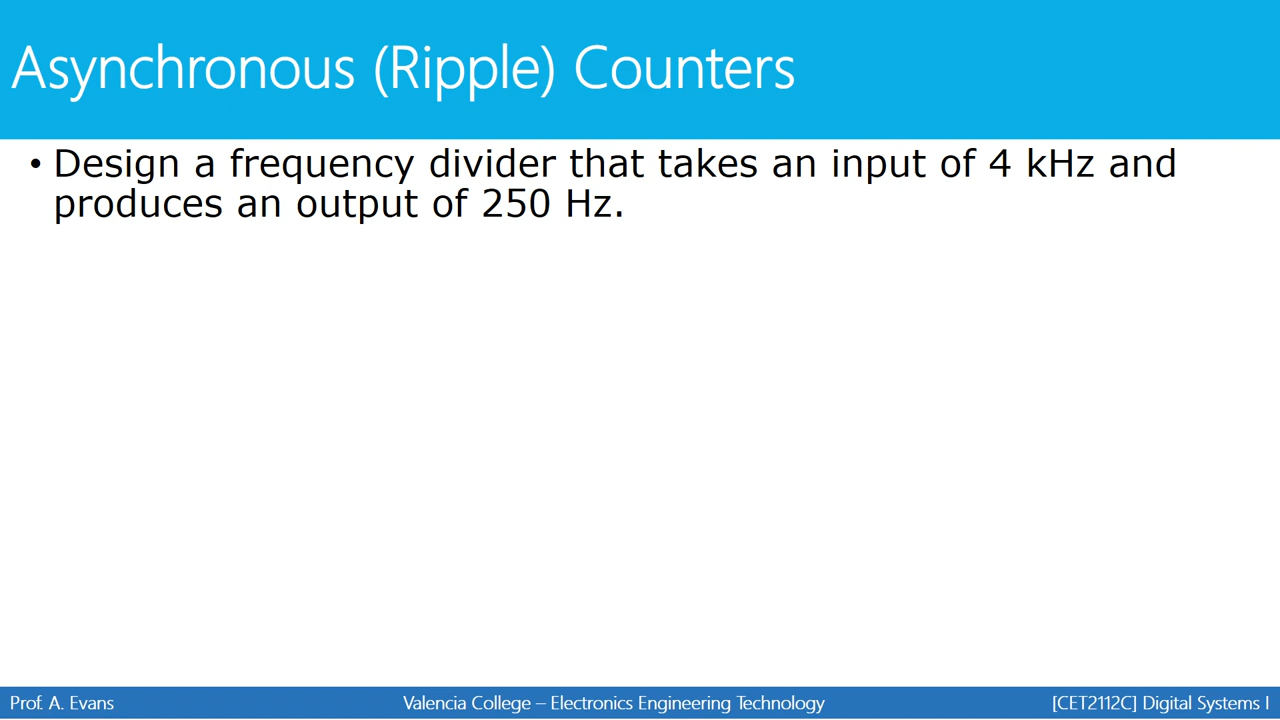 Asynchronous (Ripple) Counters
• Design a frequency divider that takes an input of 4 kHz and
produces an output of 250 Hz.
Prof. A. Evans
Valencia College – Electronics Engineering Technology
[CET2112C] Digital Systems I